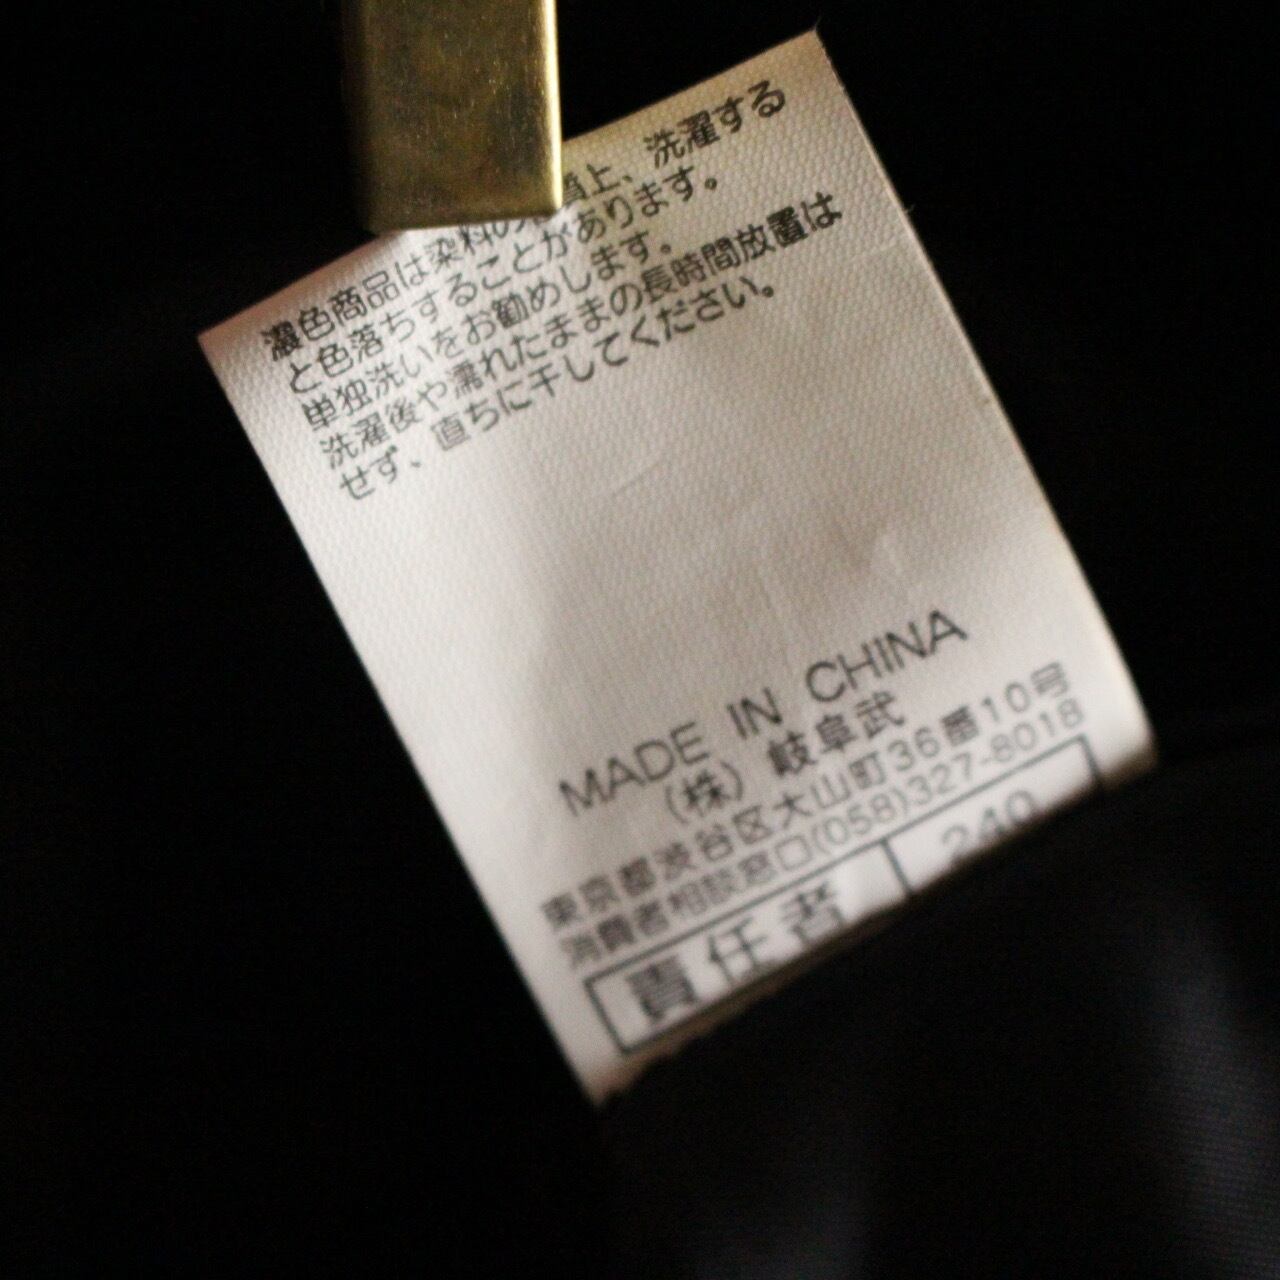 濃色商品は染料の 上、洗濯する
と色落ちすることがあります。
単独洗いをお勧めします。
洗濯後や濡れたままの長時間放置は
せず、直ちに干してください。
MADE IN CHINA
(株) 岐阜武
東京都渋谷区大山町36番10号
消費者相談窓口(058)327-8018
責任者 240